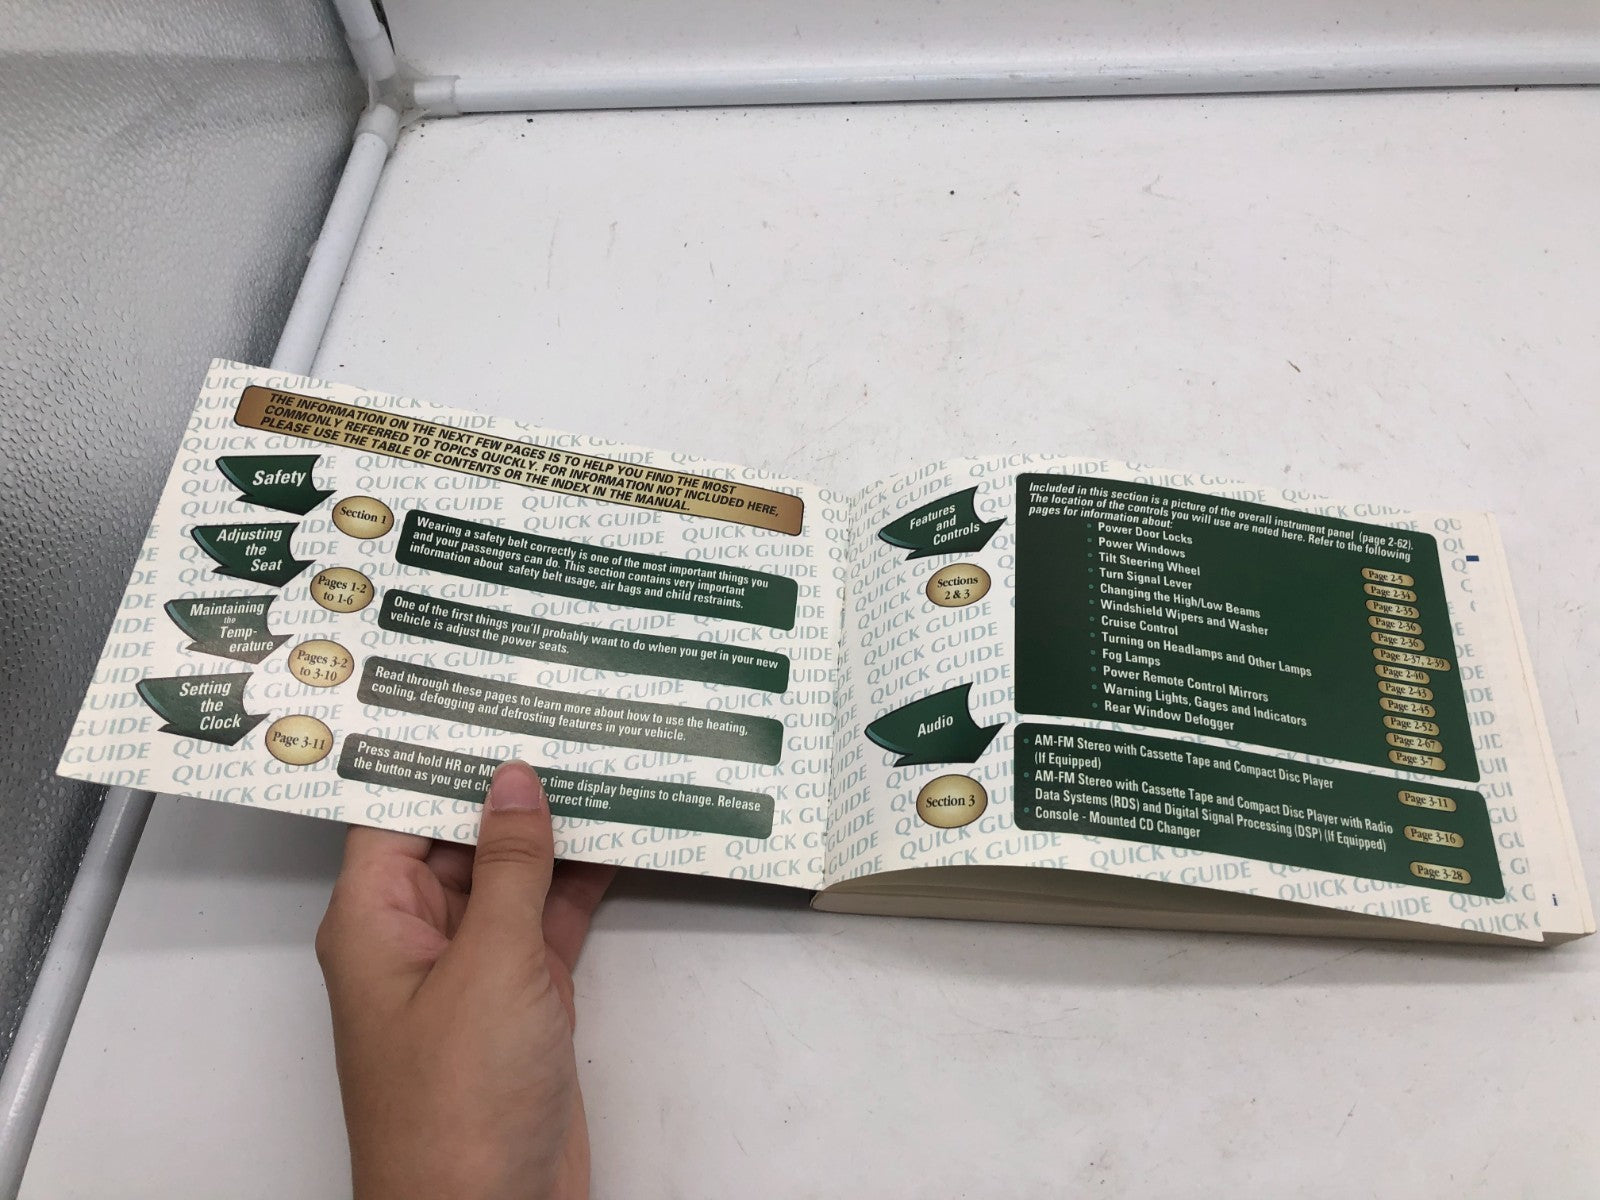 THE INFORMATION ON THE NEXT FEW PAGES IS TO HELP YOU FIND THE MOST
COMMONLY REFERRED TO TOPICS QUICKLY. FOR INFORMATION NOT INCLUDED HERE,
PLEASE USE THE TABLE OF CONTENTS OR THE INDEX IN THE MANUAL.
Safety
Section 1
Wearing a safety belt correctly is one of the most important things you
and your passengers can do. This section contains very important
information about safety belt usage, air bags and child restraints.
Adjusting
the
Seat
Pages 1-2
to 1-6
One of the first things you'll probably want to do when you get in your new
vehicle is adjust the power seats.
Maintaining
the
Temp-
erature
Pages 3-2
to 3-10
Read through these pages to learn more about how to use the heating,
cooling, defogging and defrosting features in your vehicle.
Setting
the
Clock
Page 3-11
Press and hold HR or time display begins to change. Release
the button as you get correct time.
Features
and
Controls
Sections
2 & 3
Included in this section is a picture of the overall instrument panel (page 2-62).
The location of the controls you will use are noted here. Refer to the following
pages for information about:
• Power Door Locks Page 2-5
• Power Windows Page 2-34
• Tilt Steering Wheel Page 2-35
• Turn Signal Lever Page 2-36
• Changing the High/Low Beams Page 2-36
• Windshield Wipers and Washer Page 2-37, 2-39
• Cruise Control Page 2-40
• Turning on Headlamps and Other Lamps Page 2-43
• Fog Lamps Page 2-45
• Power Remote Control Mirrors Page 2-52
• Warning Lights, Gages and Indicators Page 2-67
• Rear Window Defogger Page 3-7
Audio
Section 3
• AM-FM Stereo with Cassette Tape and Compact Disc Player
(If Equipped) Page 3-11
• AM-FM Stereo with Cassette Tape and Compact Disc Player with Radio
Data Systems (RDS) and Digital Signal Processing (DSP) (If Equipped) Page 3-16
• Console - Mounted CD Changer Page 3-28
QUICK GUIDE
i